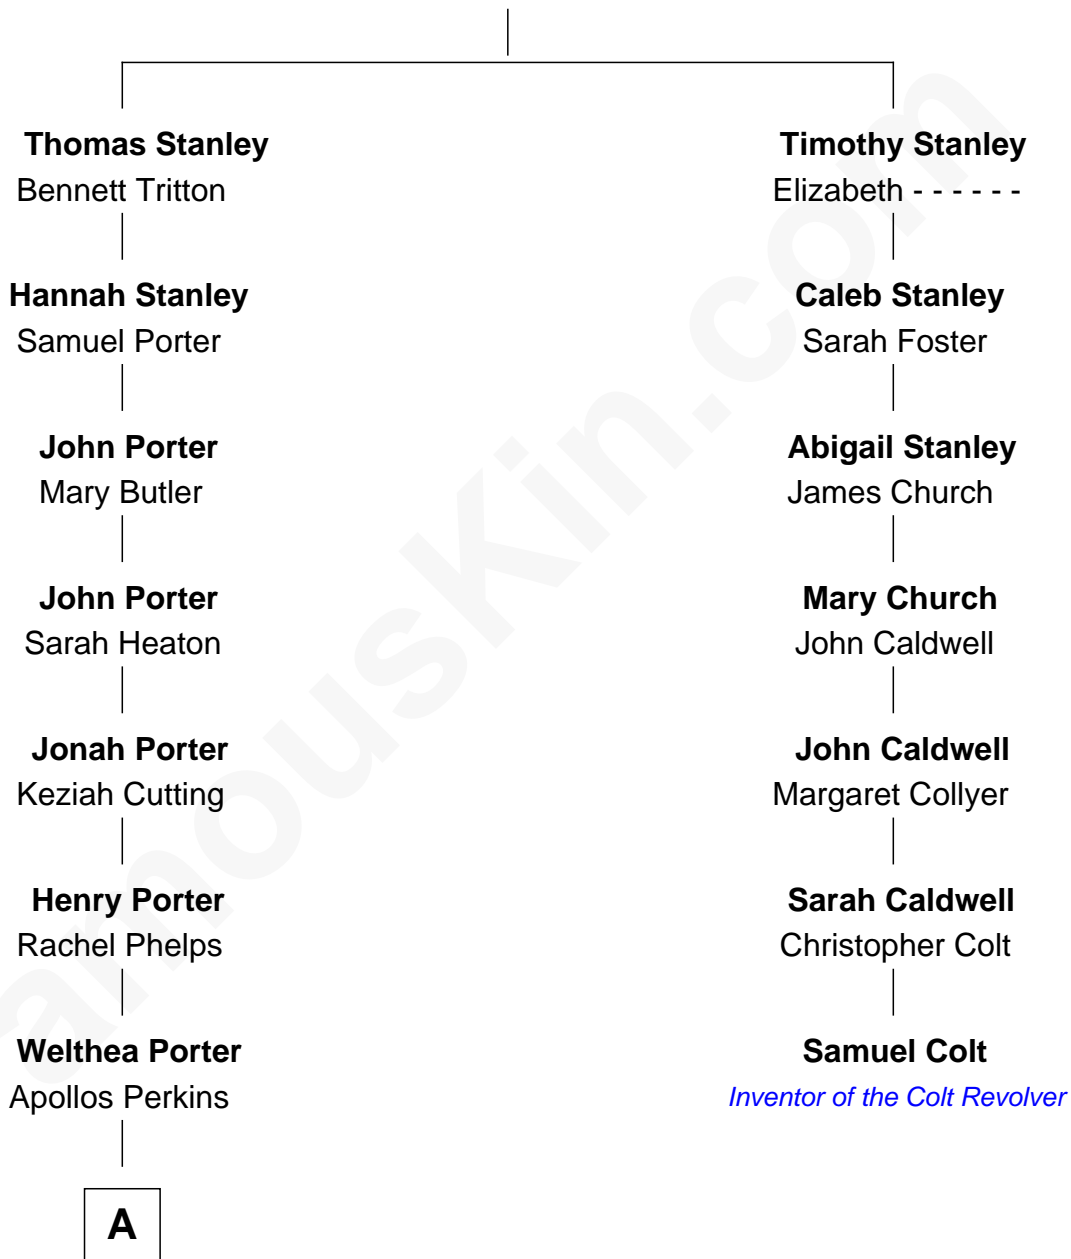 Thomas Stanley
Bennett Tritton
Hannah Stanley
Samuel Porter
John Porter
Mary Butler
John Porter
Sarah Heaton
Jonah Porter
Keziah Cutting
Henry Porter
Rachel Phelps
Welthea Porter
Apollos Perkins
A
Timothy Stanley
Elizabeth - - - - - -
Caleb Stanley
Sarah Foster
Abigail Stanley
James Church
Mary Church
John Caldwell
John Caldwell
Margaret Collyer
Sarah Caldwell
Christopher Colt
Samuel Colt
Inventor of the Colt Revolver
amousKin.com